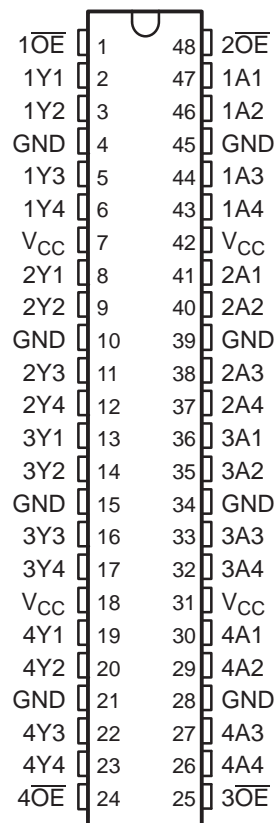 1O̅E̅ 1 48 2O̅E̅
1Y1 2 47 1A1
1Y2 3 46 1A2
GND 4 45 GND
1Y3 5 44 1A3
1Y4 6 43 1A4
VCC 7 42 VCC
2Y1 8 41 2A1
2Y2 9 40 2A2
GND 10 39 GND
2Y3 11 38 2A3
2Y4 12 37 2A4
3Y1 13 36 3A1
3Y2 14 35 3A2
GND 15 34 GND
3Y3 16 33 3A3
3Y4 17 32 3A4
VCC 18 31 VCC
4Y1 19 30 4A1
4Y2 20 29 4A2
GND 21 28 GND
4Y3 22 27 4A3
4Y4 23 26 4A4
4O̅E̅ 24 25 3O̅E̅